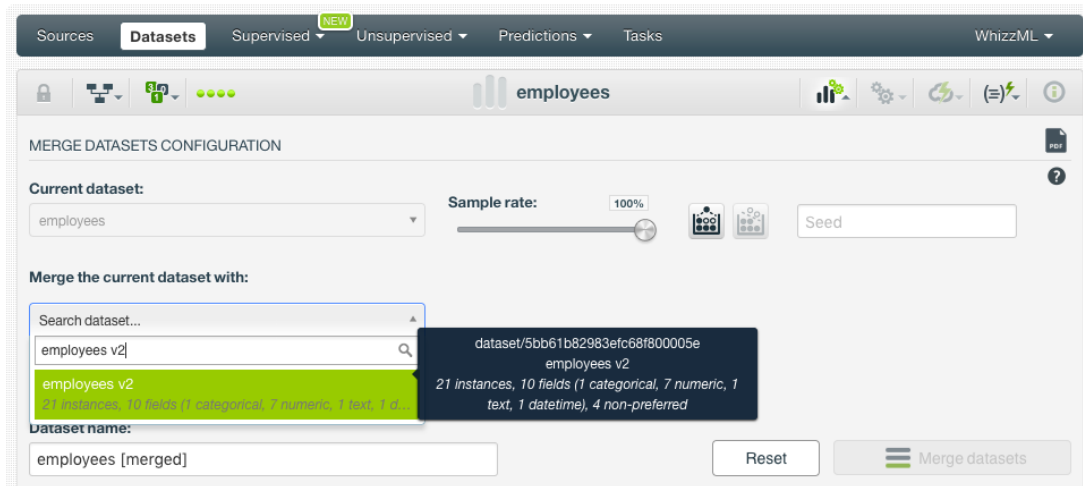 NEW
Sources Datasets Supervised Unsupervised Predictions Tasks WhizzML
employees
MERGE DATASETS CONFIGURATION
PDF
Current dataset:
employees
Sample rate: 100%
Seed
Merge the current dataset with:
Search dataset...
employees v2
employees v2
21 instances, 10 fields (1 categorical, 7 numeric, 1 text, 1 d...
dataset/5bb61b82983efc68f800005e
employees v2
21 instances, 10 fields (1 categorical, 7 numeric, 1
text, 1 datetime), 4 non-preferred
Dataset name:
employees [merged]
Reset
Merge datasets